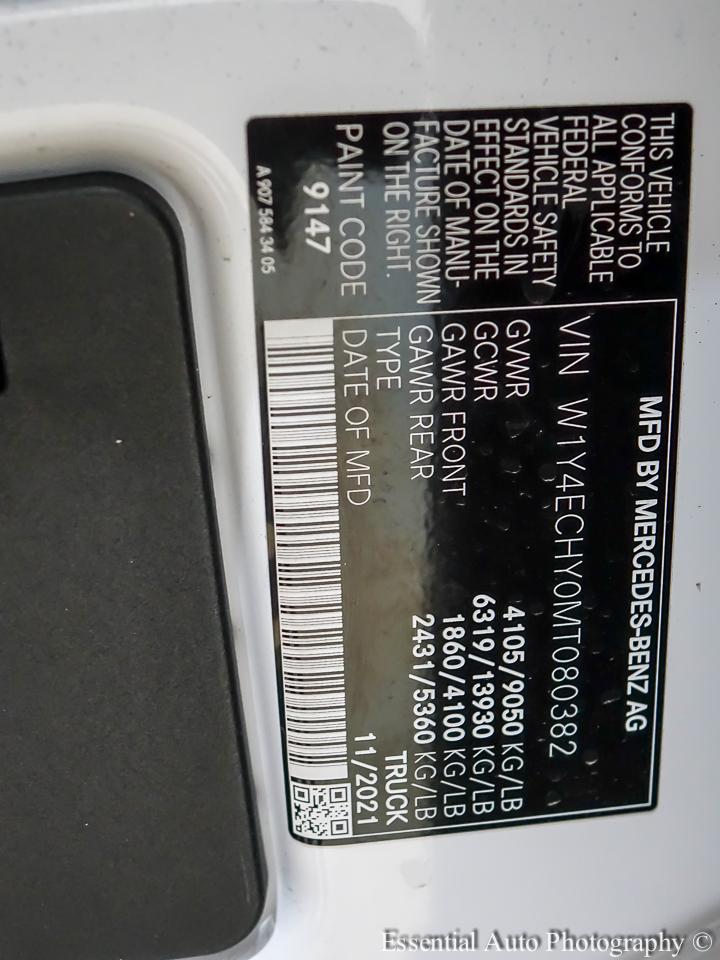 MFD BY MERCEDES-BENZ AG
THIS VEHICLE
CONFORMS TO
ALL APPLICABLE
FEDERAL
VEHICLE SAFETY
STANDARDS IN
EFFECT ON THE
DATE OF MANU-
FACTURE SHOWN
ON THE RIGHT.
PAINT CODE
9147
A 907 584 34 05
VIN W1Y4ECHY0MT080382
GVWR 4105/9050 KG/LB
GCWR 6319/13930 KG/LB
GAWR FRONT 1860/4100 KG/LB
GAWR REAR 2431/5360 KG/LB
TYPE TRUCK
DATE OF MFD 11/2021
Essential Auto Photography ©